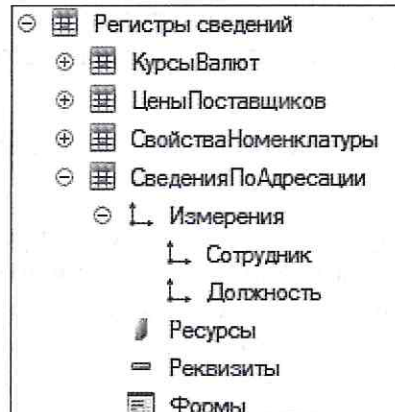 Регистры сведений
КурсыВалют
ЦеныПоставщиков
СвойстваНоменклатуры
СведенияПоАдресации
Измерения
Сотрудник
Должность
Ресурсы
Реквизиты
Формы